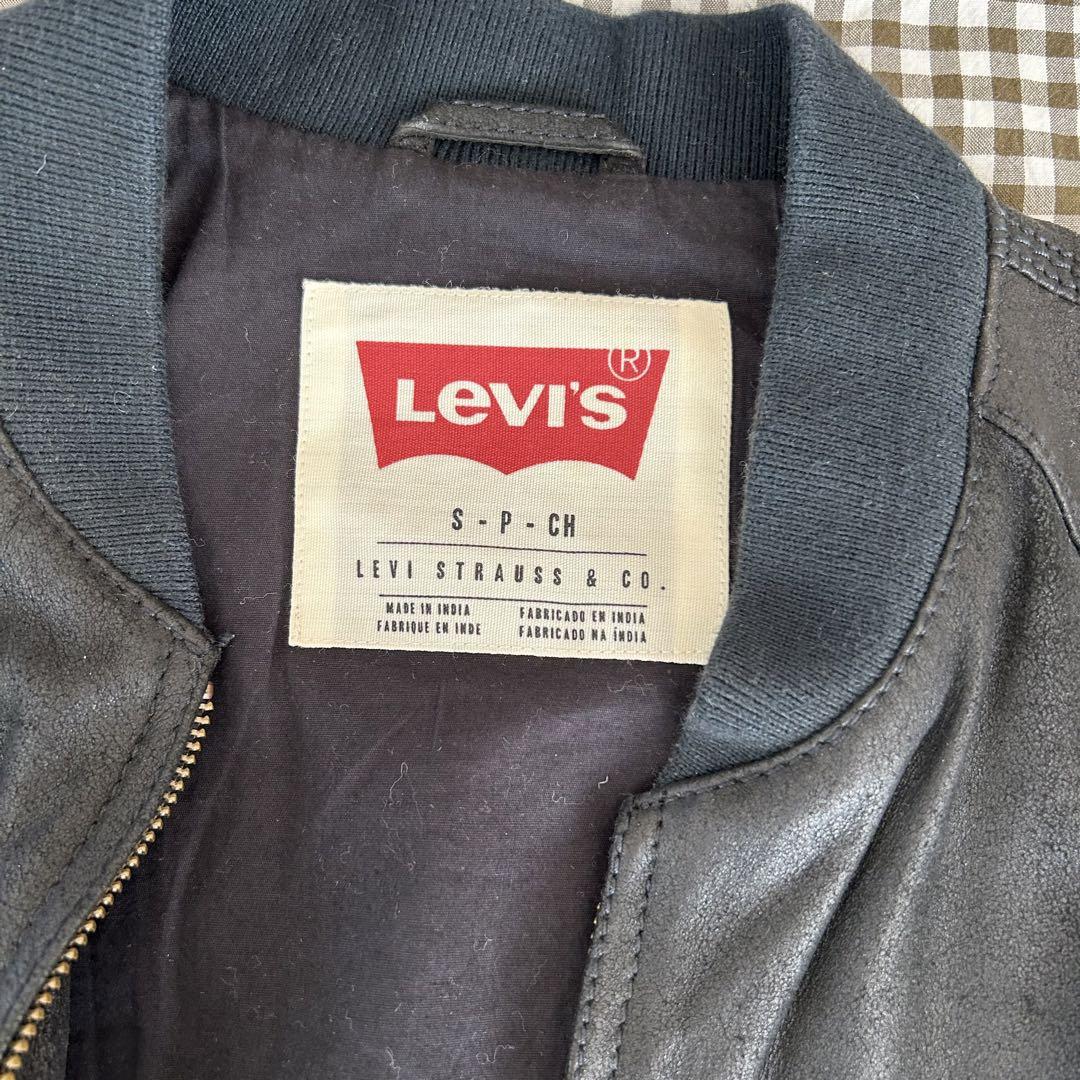 LEVI'S ®
S - P - CH
LEVI STRAUSS & CO.
MADE IN INDIA
FABRIQUE EN INDE
FABRICADO EN INDIA
FABRICADO NA ÍNDIA